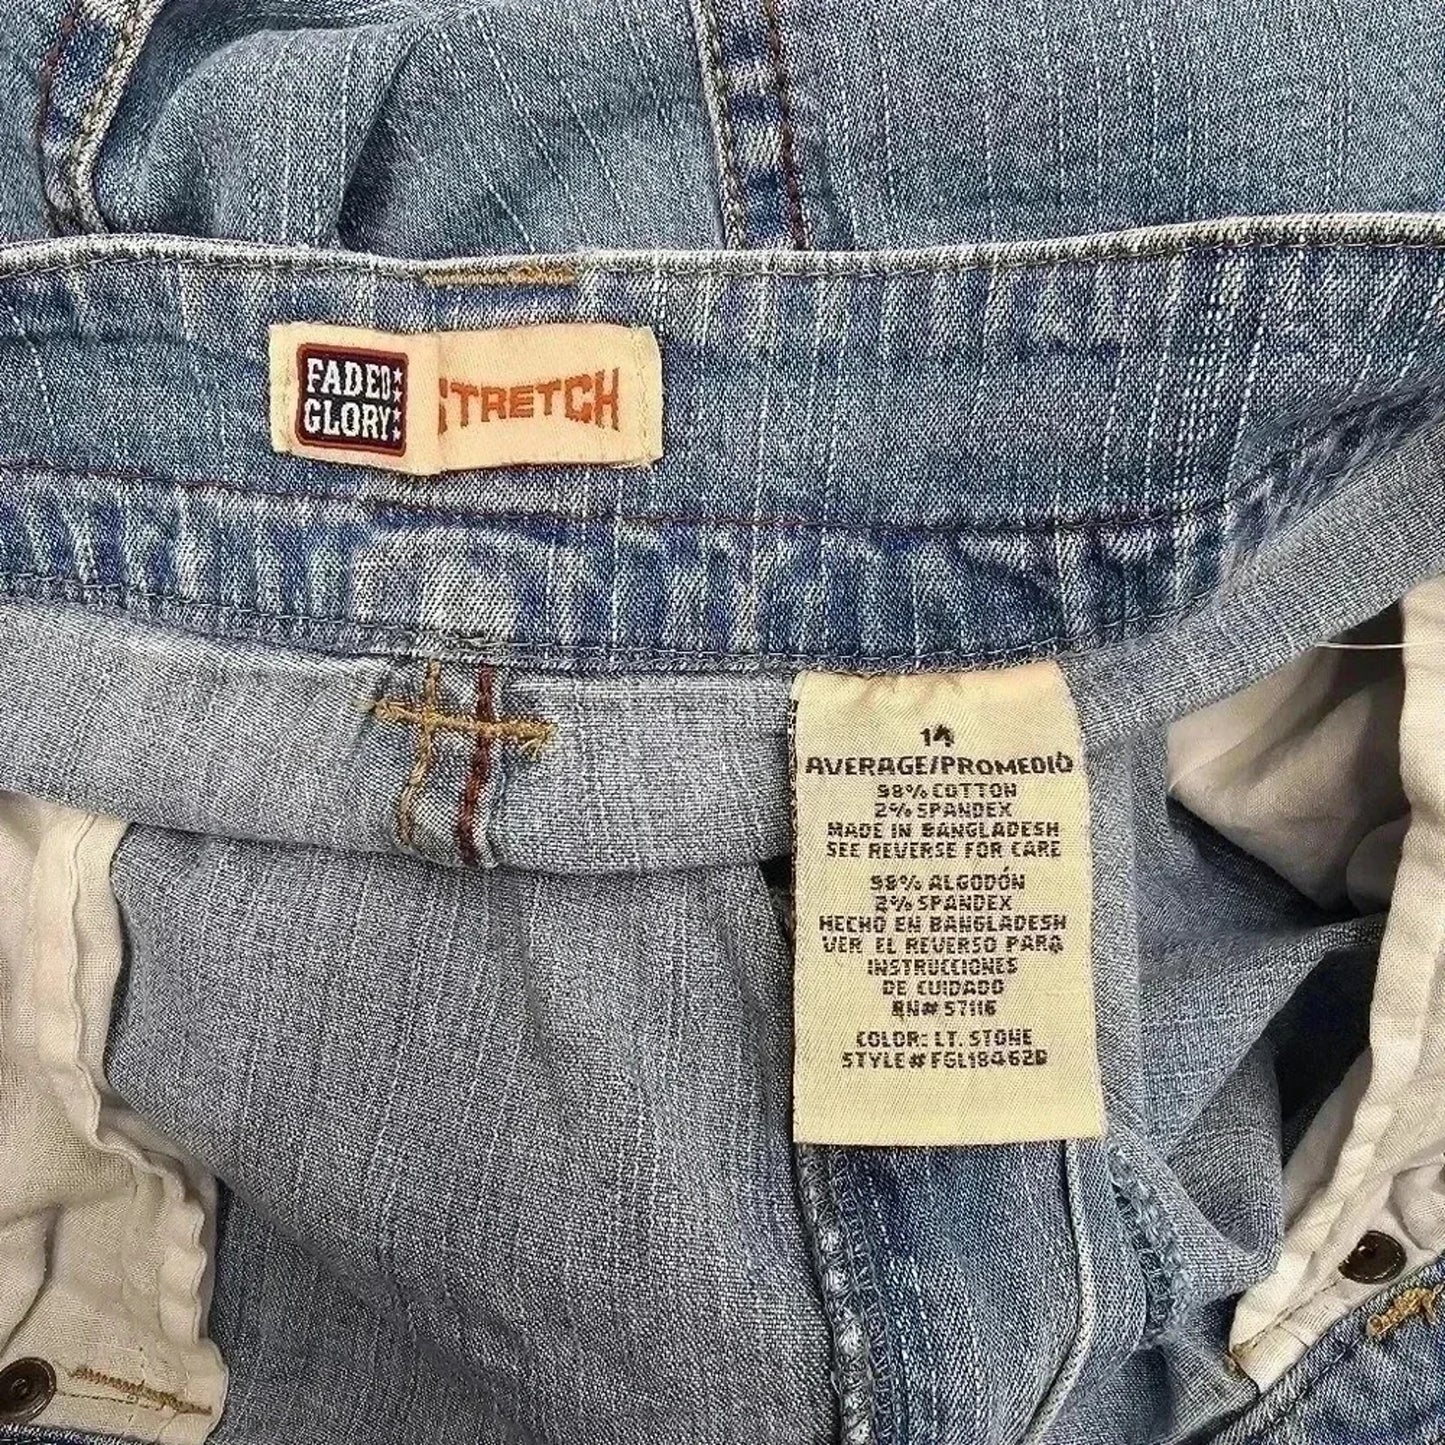 FADED
GLORY
STRETCH
14
AVERAGE/PROMEDIO
98% COTTON
2% SPANDEX
MADE IN BANGLADESH
SEE REVERSE FOR CARE
98% ALGODÓN
2% SPANDEX
HECHO EN BANGLADESH
VER EL REVERSO PARA
INSTRUCCIONES
DE CUIDADO
RN# 57116
COLOR: LT. STONE
STYLE# FGL18462B